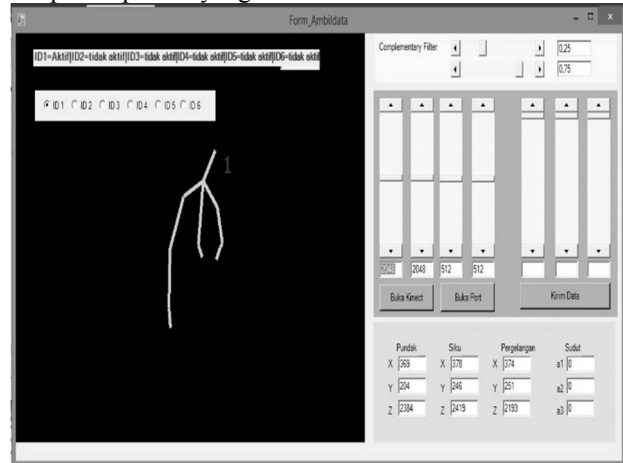 Form_Ambildata
ID1=Aktif|ID2=tidak aktif|ID3=tidak aktif|ID4=tidak aktif|ID5=tidak aktif|ID6=tidak aktif
ID1 ID2 ID3 ID4 ID5 ID6
1
Complementary Filter 0,25
0,75
2048 2048 512 512
Buka Kinect Buka Port Kirim Data
Pundak Siku Pergelangan Sudut
X 369 X 378 X 374 a1 0
Y 204 Y 246 Y 251 a2 0
Z 2384 Z 2419 Z 2193 a3 0